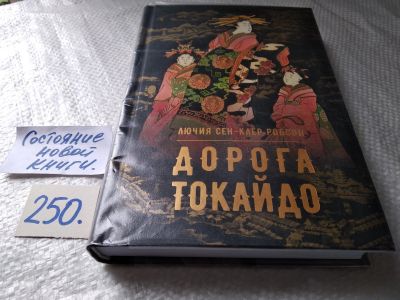 ЛЮЧИЯ СЕН-КЛЕР РОБСОН
ДОРОГА
ТОКАЙДО
Состояние
новой
книги.
250.